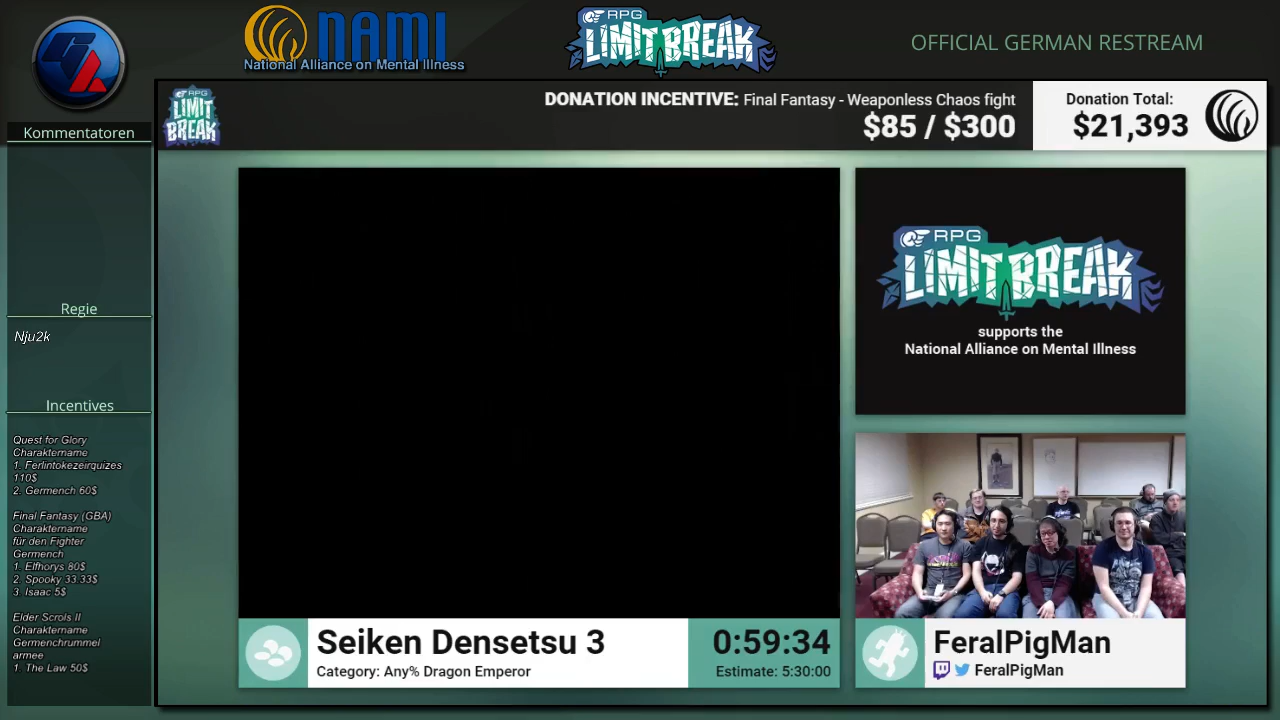 NAMI
National Alliance on Mental Illness
RPG
LIMIT BREAK
OFFICIAL GERMAN RESTREAM
Kommentatoren
RPG
LIMIT
BREAK
DONATION INCENTIVE: Final Fantasy - Weaponless Chaos fight
$85 / $300
Donation Total:
$21,393
Regie
Nju2k
Incentives
Quest for Glory
Charaktername
1. Ferlintokezeirquizes
110$
2. Germench 60$
Final Fantasy (GBA)
Charaktername
für den Fighter
Germench
1. Elfhorys 80$
2. Spooky 33.33$
3. Isaac 5$
Elder Scrolls II
Charaktername
Germenchrummel
armee
1. The Law 50$
RPG
LIMIT BREAK
supports the
National Alliance on Mental Illness
Seiken Densetsu 3
Category: Any% Dragon Emperor
0:59:34
Estimate: 5:30:00
FeralPigMan
FeralPigMan